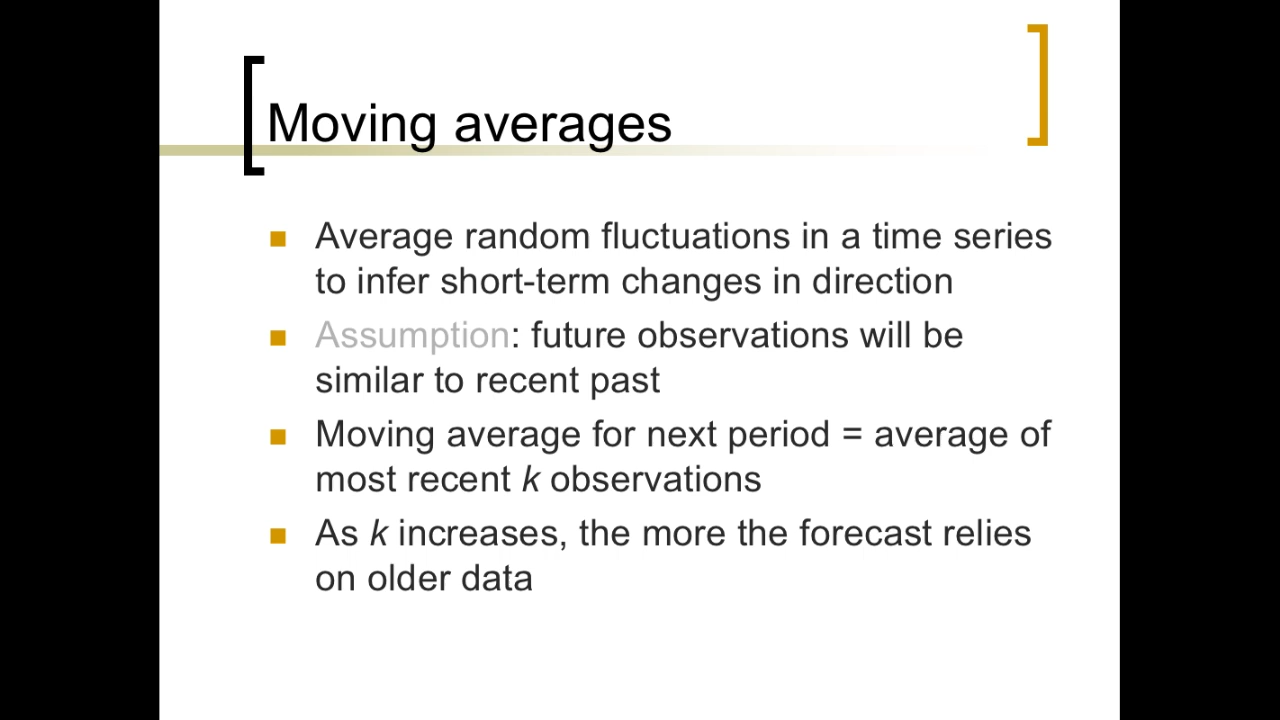 Moving averages
Average random fluctuations in a time series
to infer short-term changes in direction
Assumption: future observations will be
similar to recent past
Moving average for next period = average of
most recent k observations
As k increases, the more the forecast relies
on older data